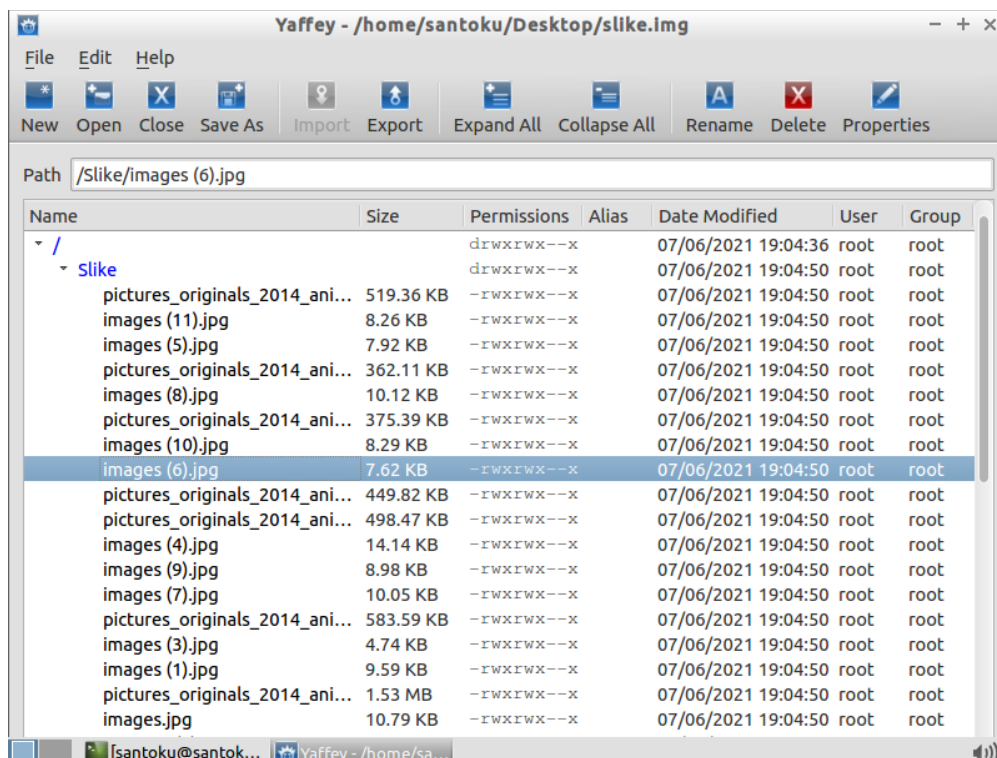 Yaffey - /home/santoku/Desktop/slike.img
File Edit Help
New Open Close Save As Import Export Expand All Collapse All Rename Delete Properties
Path /Slike/images (6).jpg
Name Size Permissions Alias Date Modified User Group
/ drwxrwx--x 07/06/2021 19:04:36 root root
Slike drwxrwx--x 07/06/2021 19:04:50 root root
pictures_originals_2014_ani... 519.36 KB -rwxrwx--x 07/06/2021 19:04:50 root root
images (11).jpg 8.26 KB -rwxrwx--x 07/06/2021 19:04:50 root root
images (5).jpg 7.92 KB -rwxrwx--x 07/06/2021 19:04:50 root root
pictures_originals_2014_ani... 362.11 KB -rwxrwx--x 07/06/2021 19:04:50 root root
images (8).jpg 10.12 KB -rwxrwx--x 07/06/2021 19:04:50 root root
pictures_originals_2014_ani... 375.39 KB -rwxrwx--x 07/06/2021 19:04:50 root root
images (10).jpg 8.29 KB -rwxrwx--x 07/06/2021 19:04:50 root root
images (6).jpg 7.62 KB -rwxrwx--x 07/06/2021 19:04:50 root root
pictures_originals_2014_ani... 449.82 KB -rwxrwx--x 07/06/2021 19:04:50 root root
pictures_originals_2014_ani... 498.47 KB -rwxrwx--x 07/06/2021 19:04:50 root root
images (4).jpg 14.14 KB -rwxrwx--x 07/06/2021 19:04:50 root root
images (9).jpg 8.98 KB -rwxrwx--x 07/06/2021 19:04:50 root root
images (7).jpg 10.05 KB -rwxrwx--x 07/06/2021 19:04:50 root root
pictures_originals_2014_ani... 583.59 KB -rwxrwx--x 07/06/2021 19:04:50 root root
images (3).jpg 4.74 KB -rwxrwx--x 07/06/2021 19:04:50 root root
images (1).jpg 9.59 KB -rwxrwx--x 07/06/2021 19:04:50 root root
pictures_originals_2014_ani... 1.53 MB -rwxrwx--x 07/06/2021 19:04:50 root root
images.jpg 10.79 KB -rwxrwx--x 07/06/2021 19:04:50 root root
[santoku@santok... Yaffey - /home/sa...